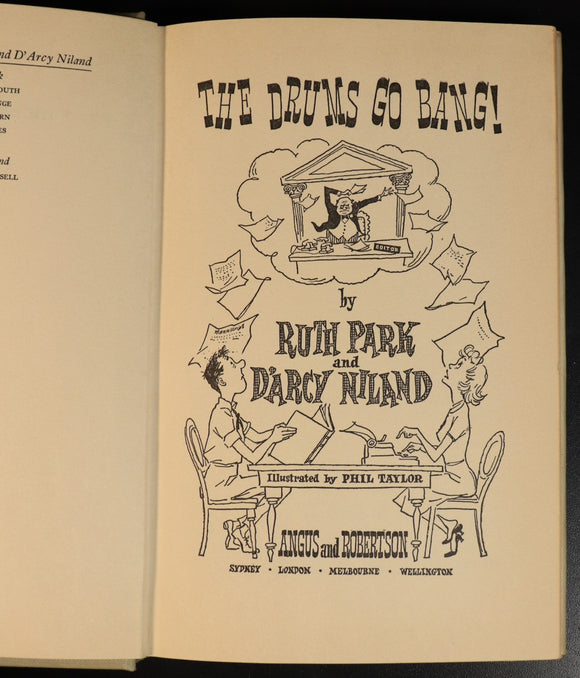 nd D'Arcy Niland
k
OUTH
NGE
RN
ES
nd
SELL
THE DRUMS GO BANG!
EDITOR
by
RUTH PARK
and
D'ARCY NILAND
Illustrated by PHIL TAYLOR
ANGUS and ROBERTSON
SYDNEY · LONDON · MELBOURNE · WELLINGTON